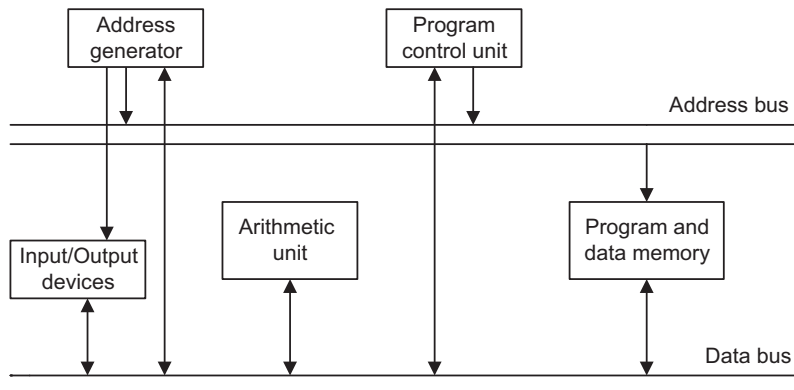 Address
generator
Program
control unit
Address bus
Input/Output
devices
Arithmetic
unit
Program and
data memory
Data bus